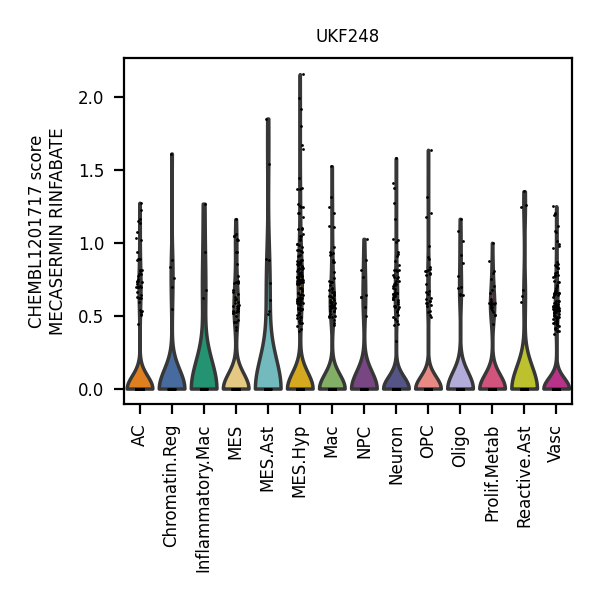 UKF248
CHEMBL1201717 score
MECASERMIN RINFABATE
2.0
1.5
1.0
0.5
0.0
AC
Chromatin.Reg
Inflammatory.Mac
MES
MES.Ast
MES.Hyp
Mac
NPC
Neuron
OPC
Oligo
Prolif.Metab
Reactive.Ast
Vasc